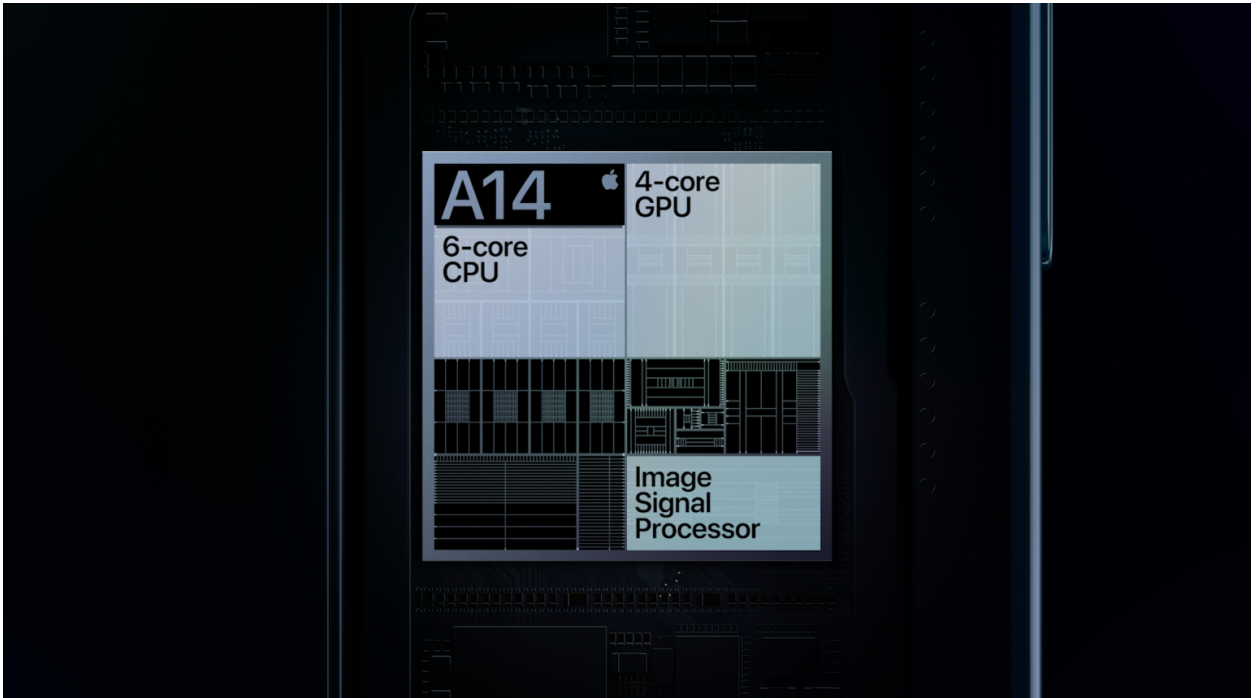 A14
6-core
CPU
4-core
GPU
Image
Signal
Processor